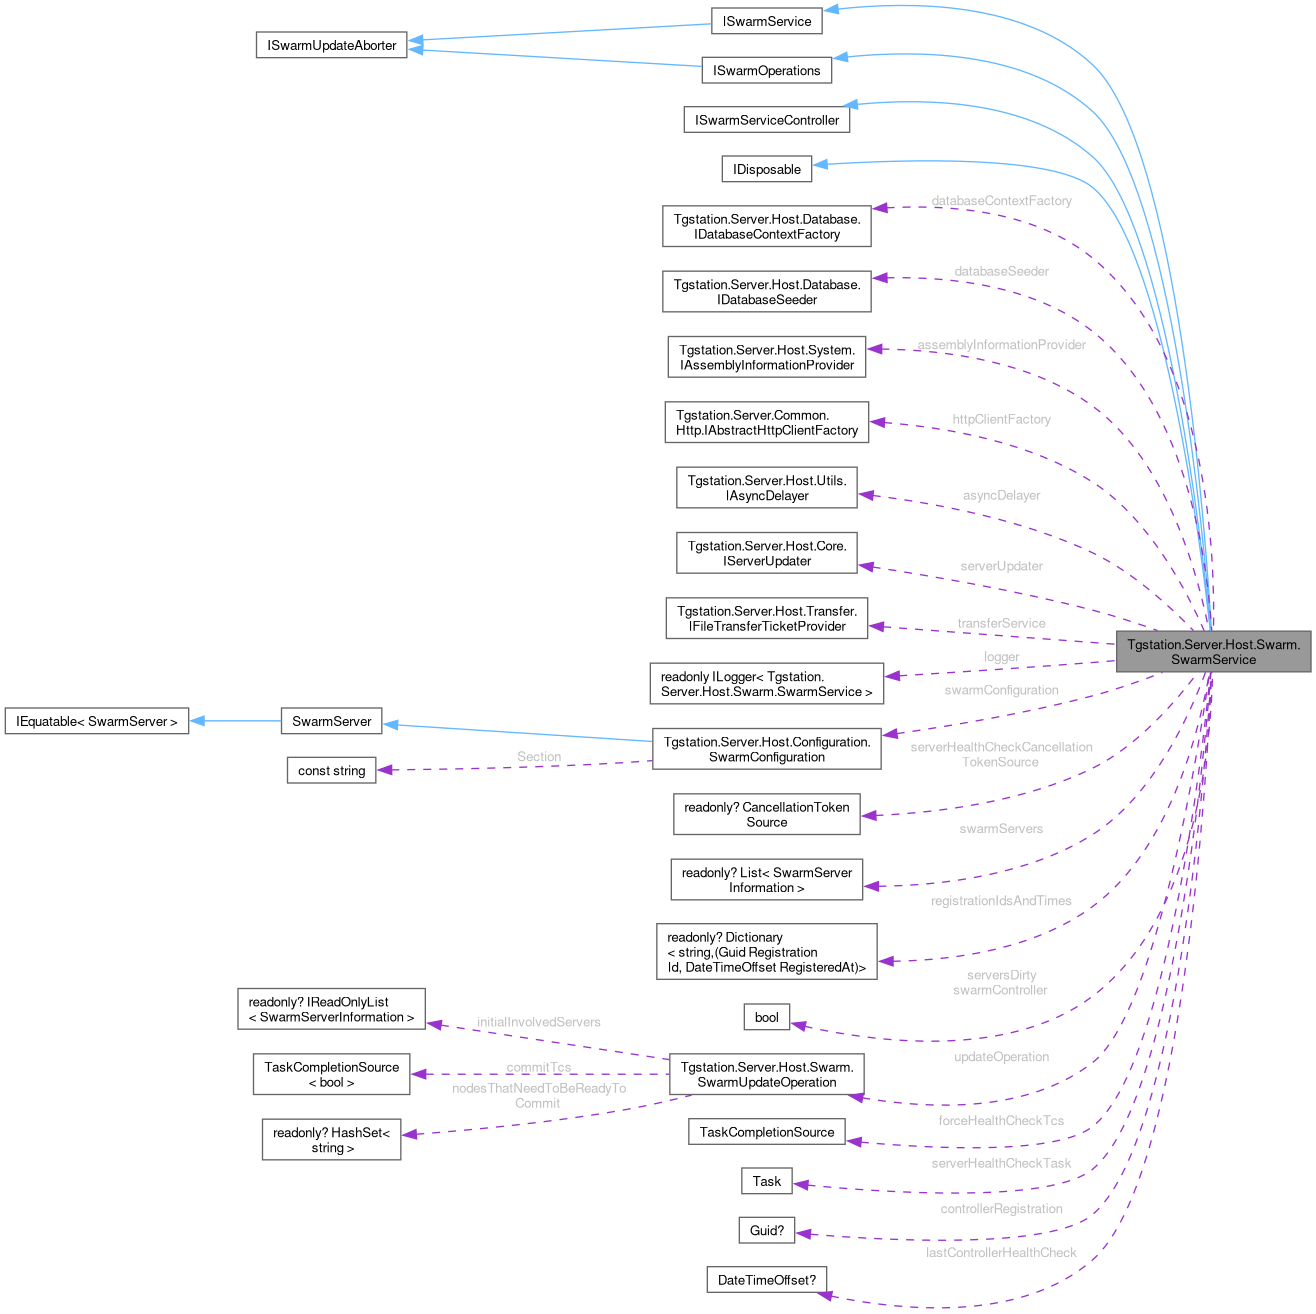 ISwarmService
ISwarmUpdateAborter
ISwarmOperations
ISwarmServiceController
IDisposable
databaseContextFactory
Tgstation.Server.Host.Database.
IDatabaseContextFactory
databaseSeeder
Tgstation.Server.Host.Database.
IDatabaseSeeder
assemblyInformationProvider
Tgstation.Server.Host.System.
IAssemblyInformationProvider
httpClientFactory
Tgstation.Server.Common.
Http.IAbstractHttpClientFactory
asyncDelayer
Tgstation.Server.Host.Utils.
IAsyncDelayer
serverUpdater
Tgstation.Server.Host.Core.
IServerUpdater
transferService
Tgstation.Server.Host.Transfer.
IFileTransferTicketProvider
Tgstation.Server.Host.Swarm.
SwarmService
logger
readonly ILogger< Tgstation.
Server.Host.Swarm.SwarmService >
swarmConfiguration
IEquatable< SwarmServer >
SwarmServer
Tgstation.Server.Host.Configuration.
SwarmConfiguration
Section
const string
serverHealthCheckCancellation
TokenSource
readonly? CancellationToken
Source
swarmServers
readonly? List< SwarmServer
Information >
registrationIdsAndTimes
readonly? Dictionary
< string,(Guid Registration
Id, DateTimeOffset RegisteredAt)>
serversDirty
swarmController
bool
readonly? IReadOnlyList
< SwarmServerInformation >
initialInvolvedServers
updateOperation
Tgstation.Server.Host.Swarm.
SwarmUpdateOperation
commitTcs
TaskCompletionSource
< bool >
nodesThatNeedToBeReadyTo
Commit
readonly? HashSet<
string >
forceHealthCheckTcs
TaskCompletionSource
serverHealthCheckTask
Task
controllerRegistration
Guid?
lastControllerHealthCheck
DateTimeOffset?